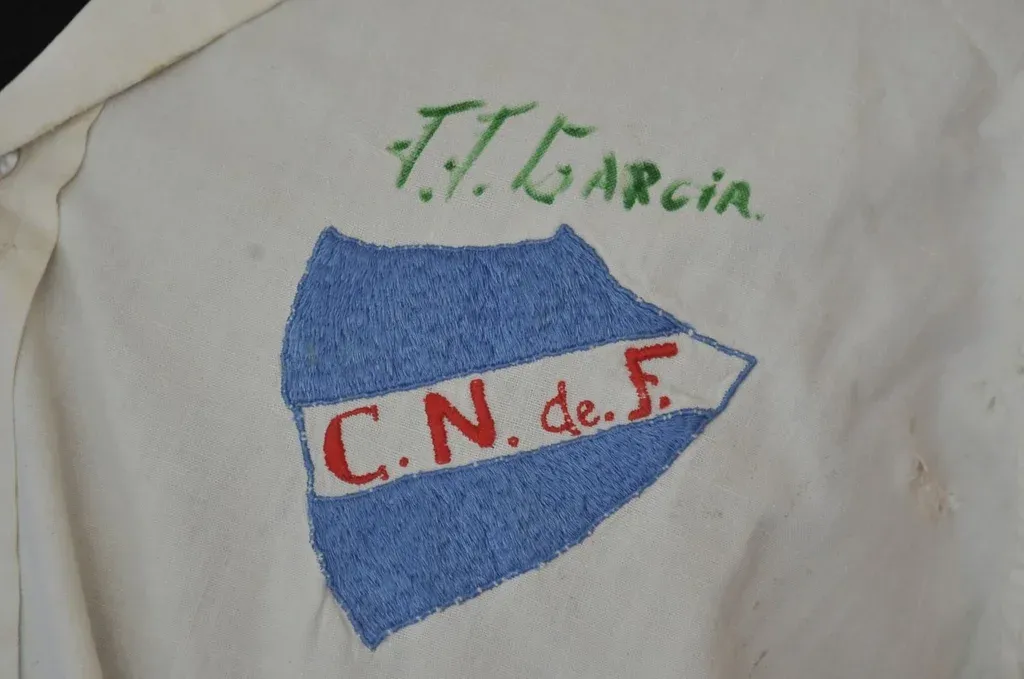 J.J. GARCiA.
C. N. de. F.